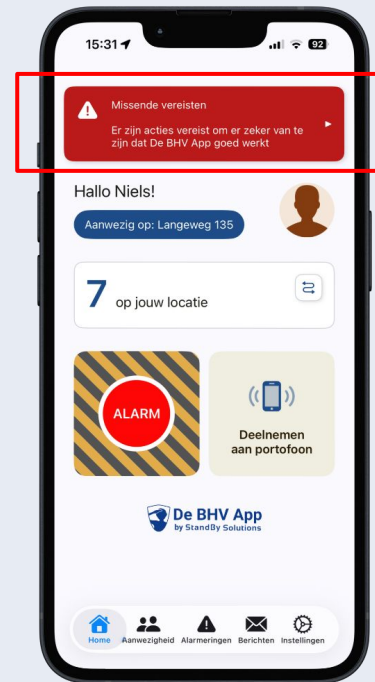 15:31
92
Missende vereisten
Er zijn acties vereist om er zeker van te
zijn dat De BHV App goed werkt
Hallo Niels!
Aanwezig op: Langeweg 135
7 op jouw locatie
ALARM
Deelnemen
aan portofoon
De BHV App
by StandBy Solutions
Home Aanwezigheid Alarmeringen Berichten Instellingen